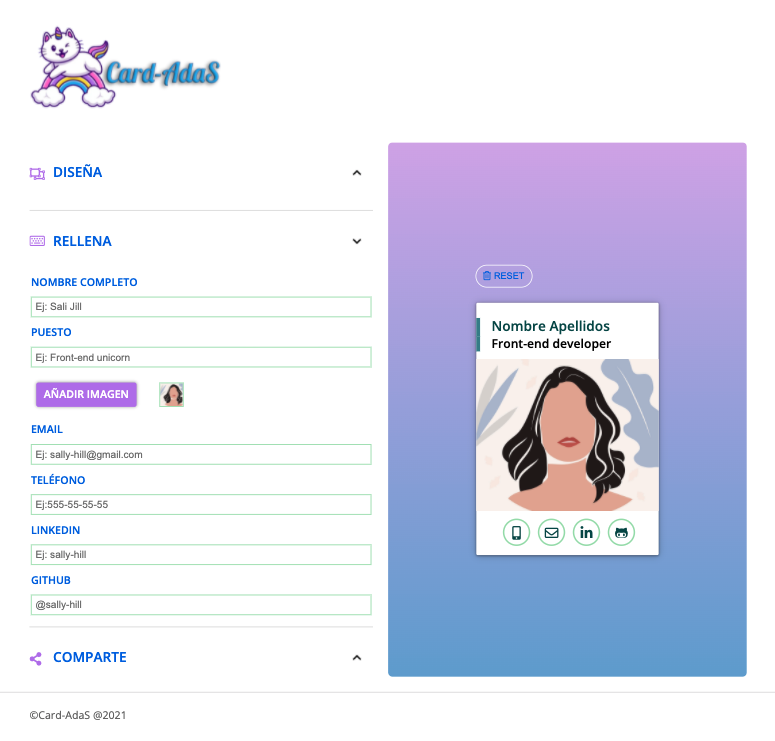 Card-AdaS
DISEÑA
RELLENA
NOMBRE COMPLETO
Ej: Sali Jill
PUESTO
Ej: Front-end unicorn
AÑADIR IMAGEN
EMAIL
Ej: sally-hill@gmail.com
TELÉFONO
Ej:555-55-55-55
LINKEDIN
Ej: sally-hill
GITHUB
@sally-hill
COMPARTE
RESET
Nombre Apellidos
Front-end developer
in
©Card-AdaS @2021